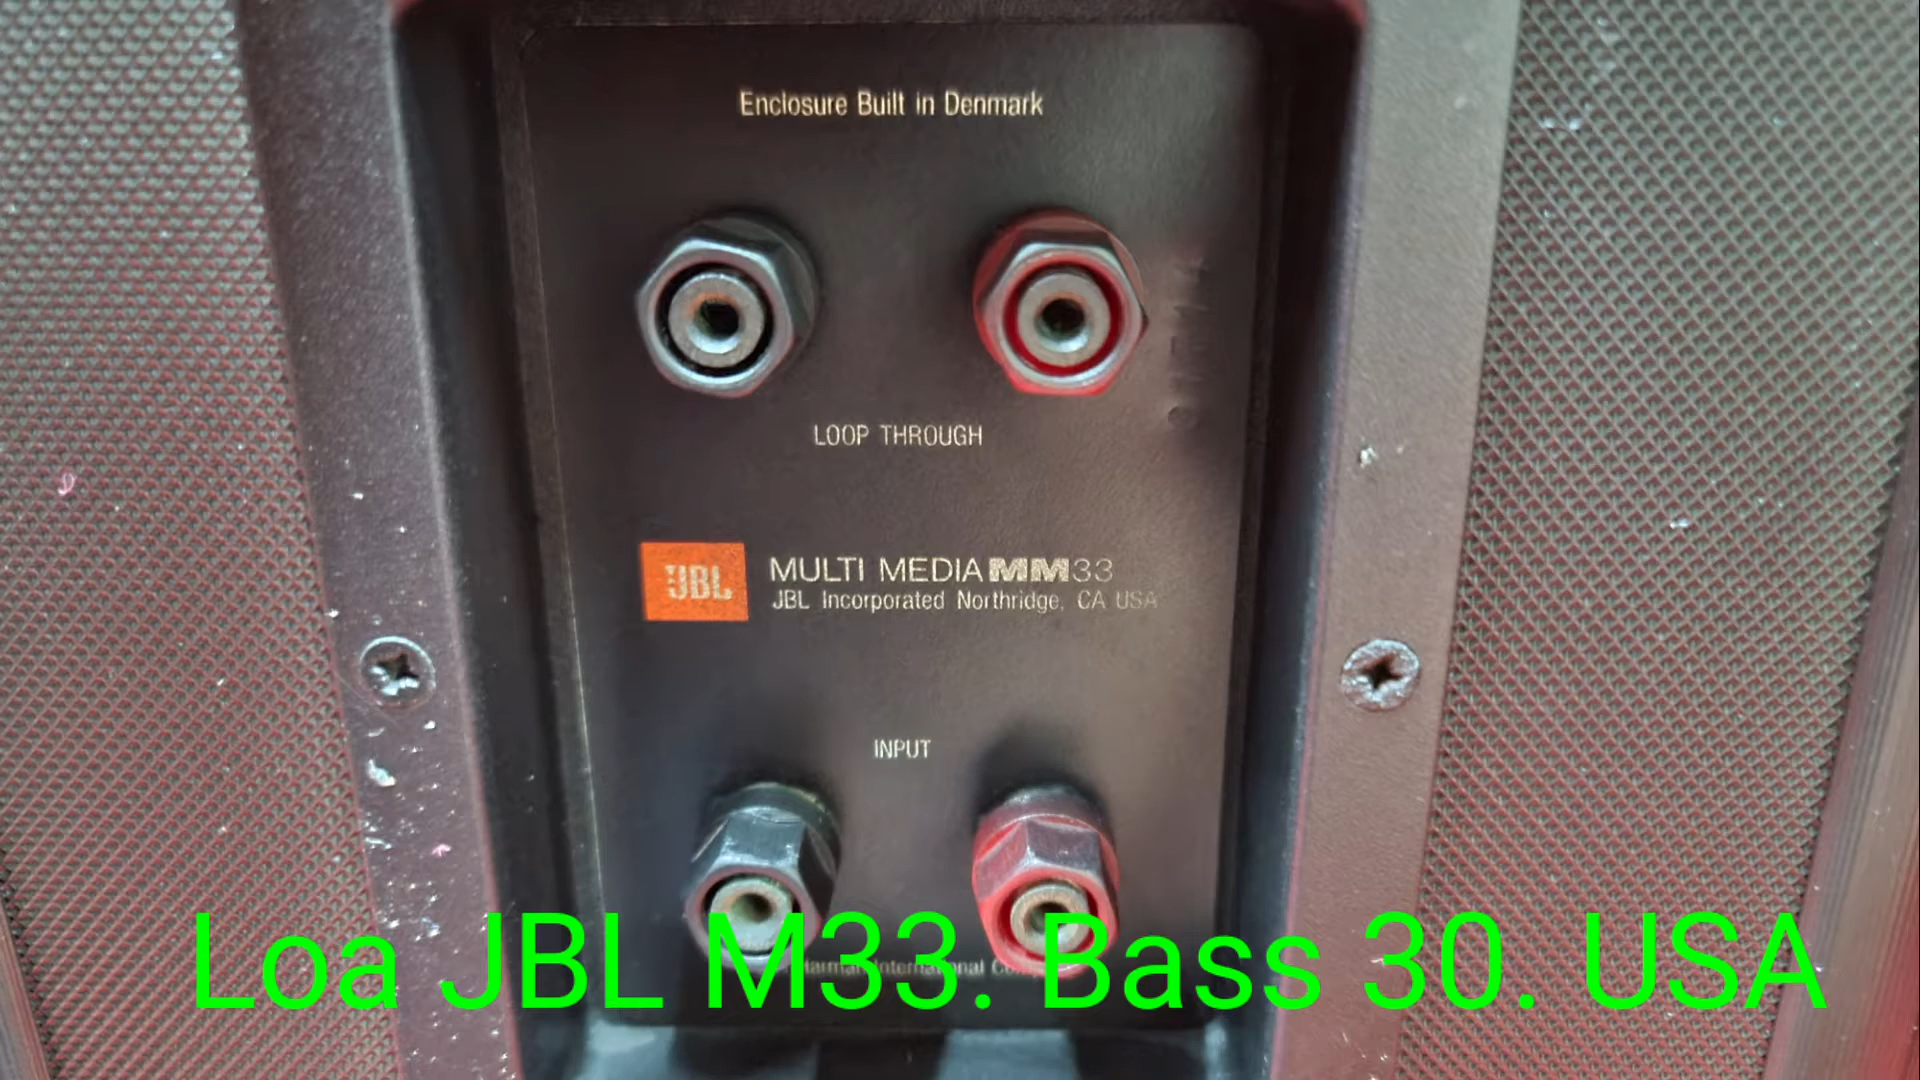 Enclosure Built in Denmark
LOOP THROUGH
JBL
MULTI MEDIA MM33
JBL Incorporated Northridge, CA USA
INPUT
International
Loa JBL M33. Bass 30. USA